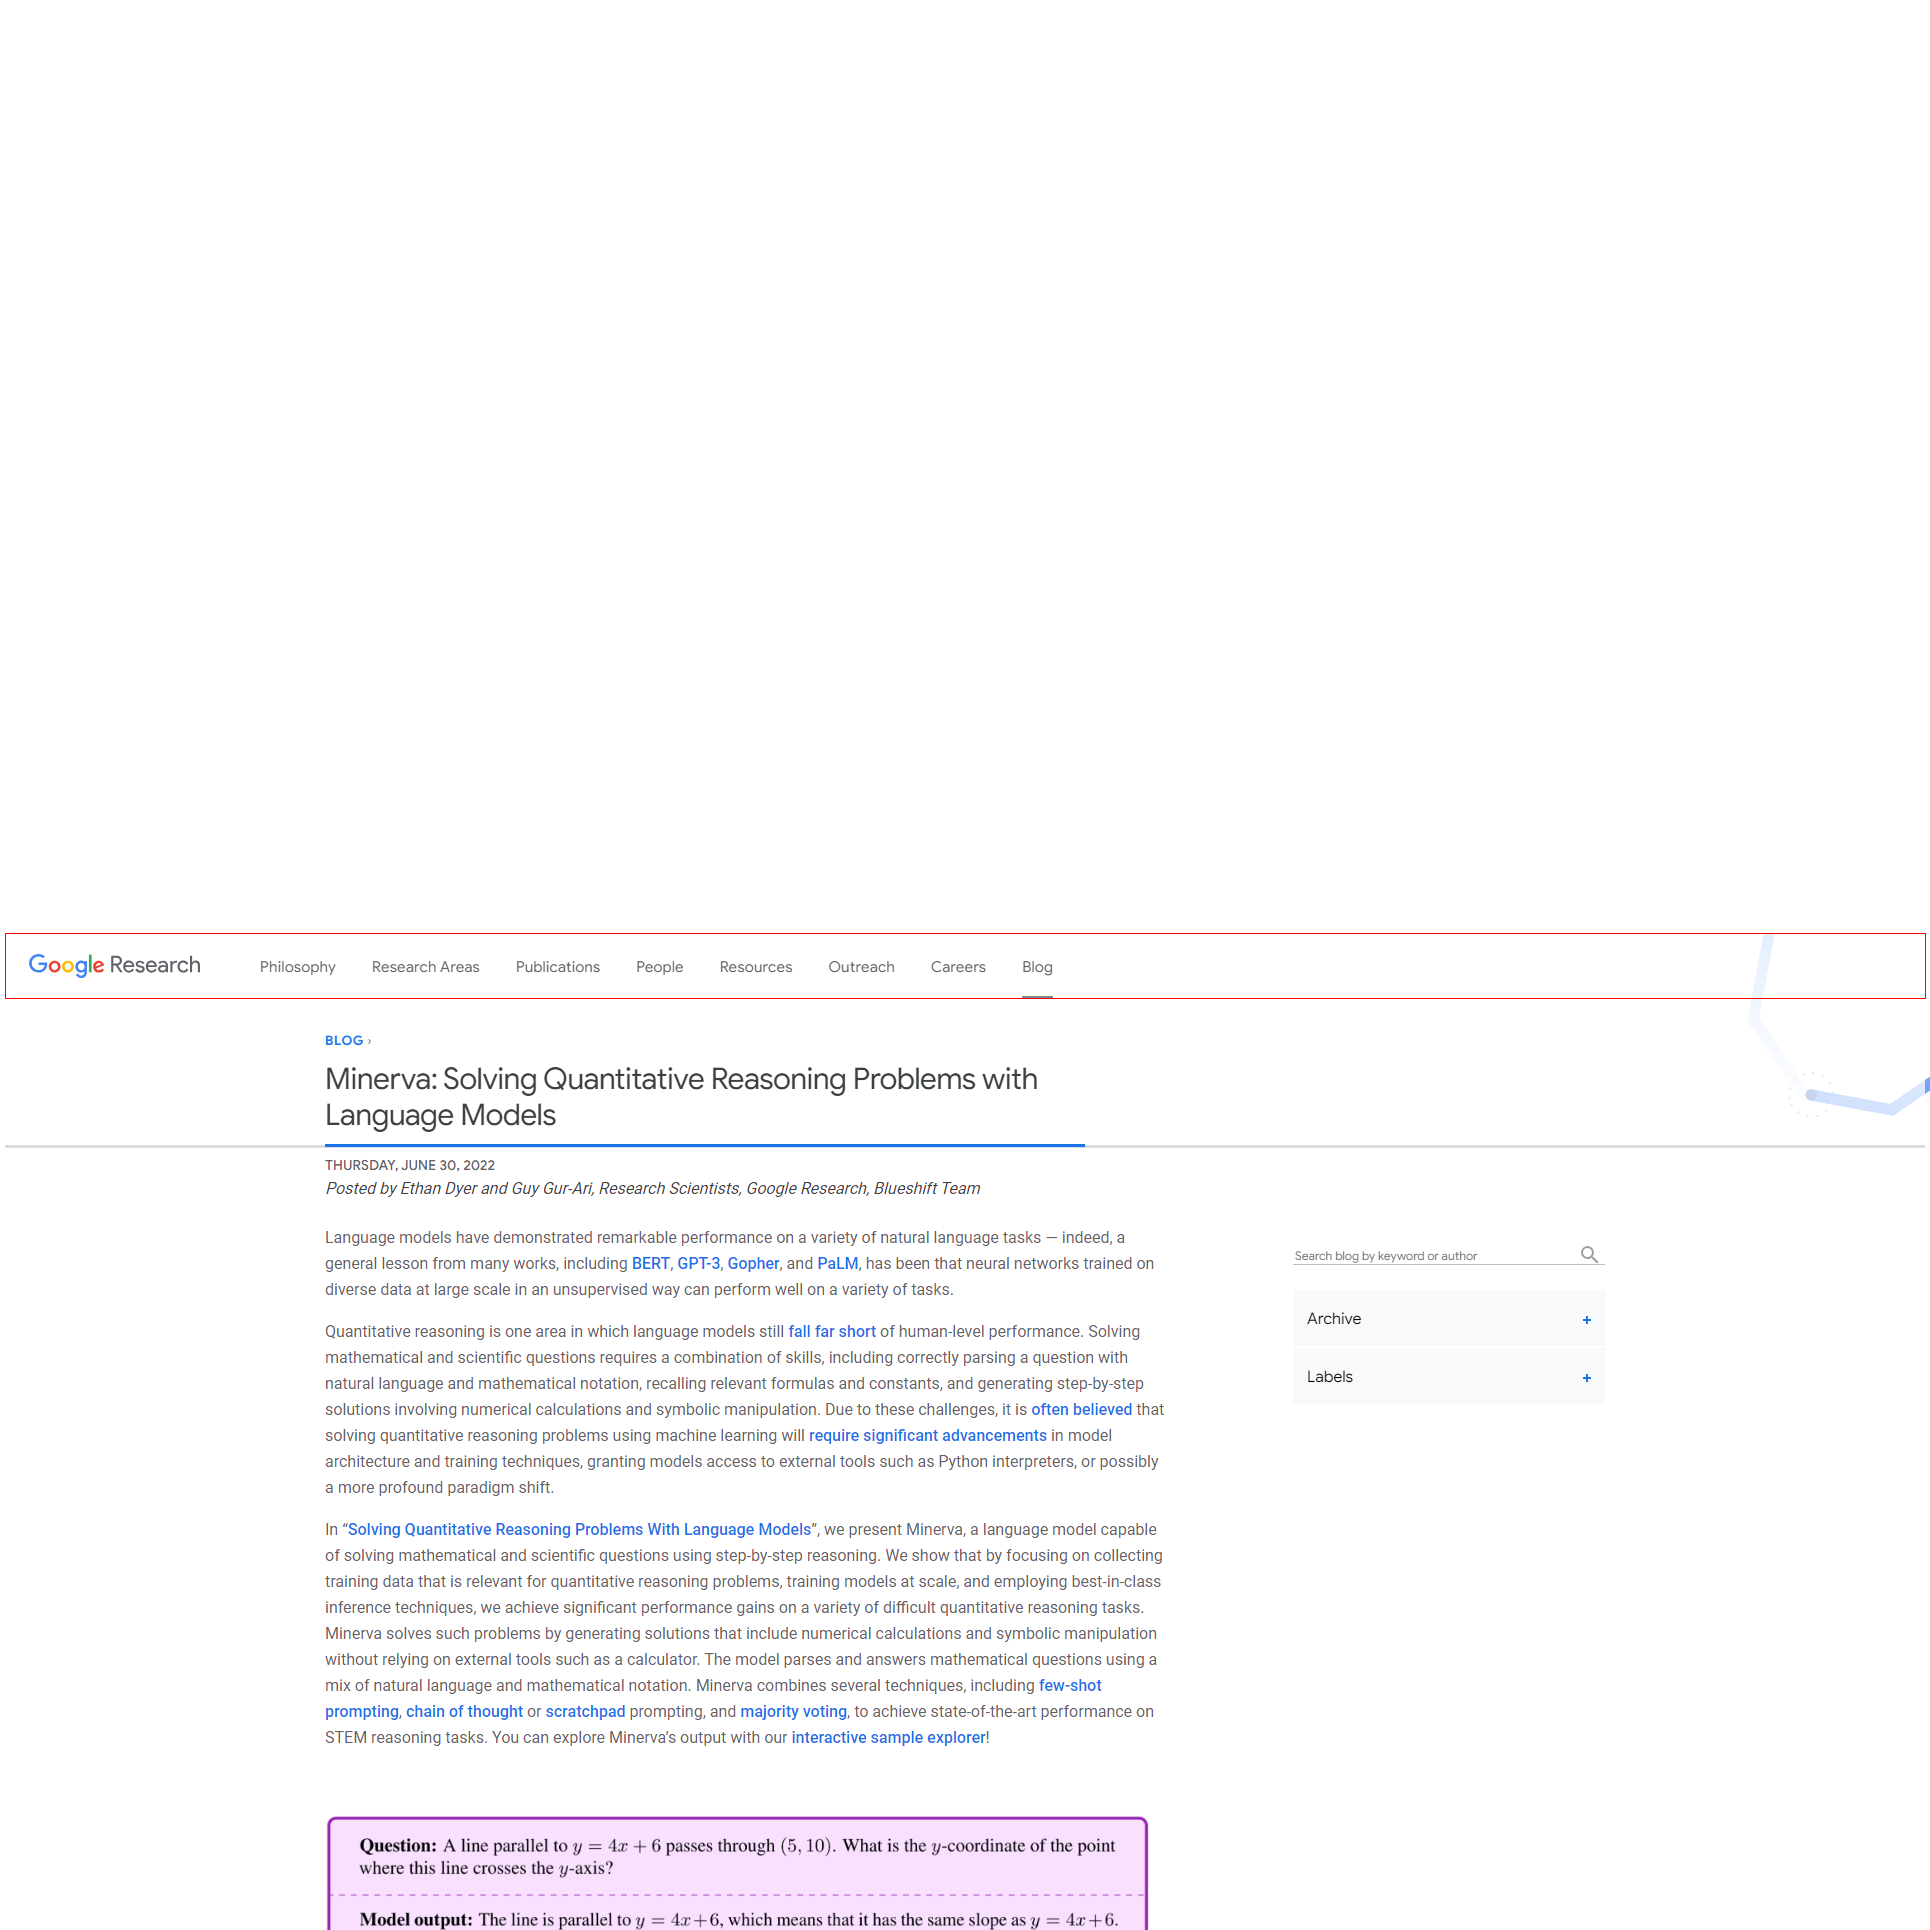 Google Research Philosophy Research Areas Publications People Resources Outreach Careers Blog
BLOG ›
Minerva: Solving Quantitative Reasoning Problems with
Language Models
THURSDAY, JUNE 30, 2022
Posted by Ethan Dyer and Guy Gur-Ari, Research Scientists, Google Research, Blueshift Team
Language models have demonstrated remarkable performance on a variety of natural language tasks — indeed, a
general lesson from many works, including BERT, GPT-3, Gopher, and PaLM, has been that neural networks trained on
diverse data at large scale in an unsupervised way can perform well on a variety of tasks.
Quantitative reasoning is one area in which language models still fall far short of human-level performance. Solving
mathematical and scientific questions requires a combination of skills, including correctly parsing a question with
natural language and mathematical notation, recalling relevant formulas and constants, and generating step-by-step
solutions involving numerical calculations and symbolic manipulation. Due to these challenges, it is often believed that
solving quantitative reasoning problems using machine learning will require significant advancements in model
architecture and training techniques, granting models access to external tools such as Python interpreters, or possibly
a more profound paradigm shift.
In “Solving Quantitative Reasoning Problems With Language Models”, we present Minerva, a language model capable
of solving mathematical and scientific questions using step-by-step reasoning. We show that by focusing on collecting
training data that is relevant for quantitative reasoning problems, training models at scale, and employing best-in-class
inference techniques, we achieve significant performance gains on a variety of difficult quantitative reasoning tasks.
Minerva solves such problems by generating solutions that include numerical calculations and symbolic manipulation
without relying on external tools such as a calculator. The model parses and answers mathematical questions using a
mix of natural language and mathematical notation. Minerva combines several techniques, including few-shot
prompting, chain of thought or scratchpad prompting, and majority voting, to achieve state-of-the-art performance on
STEM reasoning tasks. You can explore Minerva’s output with our interactive sample explorer!
Question: A line parallel to y = 4x + 6 passes through (5, 10). What is the y-coordinate of the point
where this line crosses the y-axis?
Model output: The line is parallel to y = 4x+6, which means that it has the same slope as y = 4x+6.
Search blog by keyword or author
Archive +
Labels +